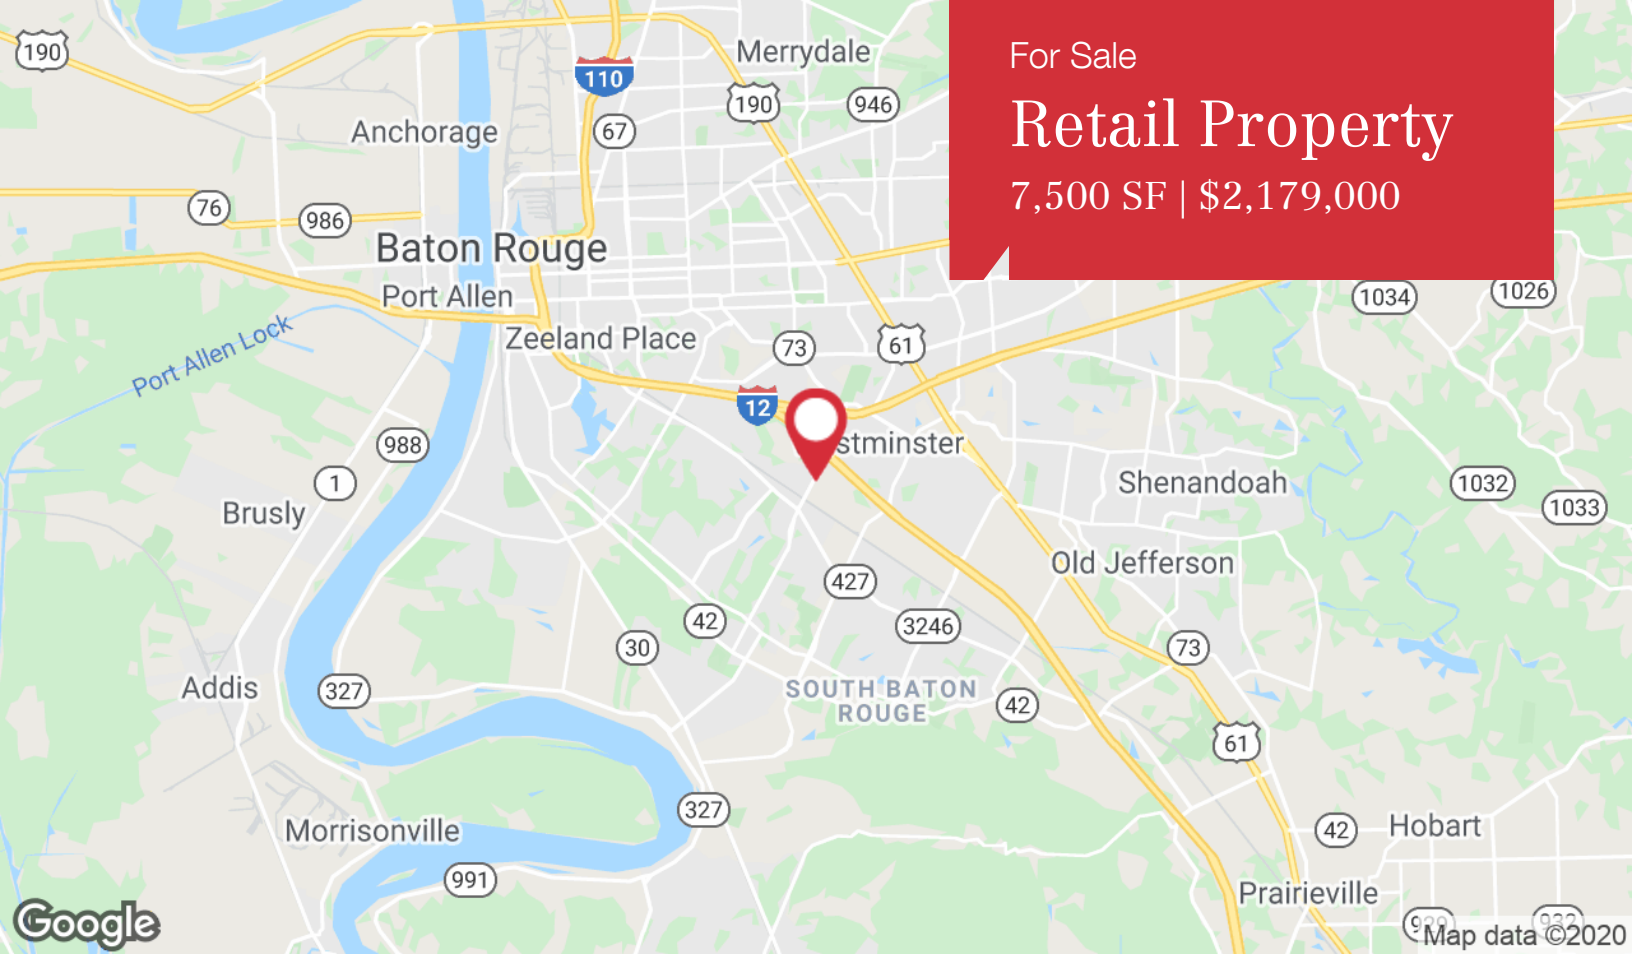 For Sale
Retail Property
7,500 SF | $2,179,000
190
110
Merrydale
190
946
67
Anchorage
76
986
Baton Rouge
Port Allen
1034
1026
Port Allen Lock
Zeeland Place
73
61
12
stminster
988
1
Brusly
Shenandoah
1032
1033
Old Jefferson
427
42
3246
30
73
Addis
327
SOUTH BATON
ROUGE
42
61
327
Morrisonville
42
Hobart
991
Prairieville
929
932
Google
Map data ©2020